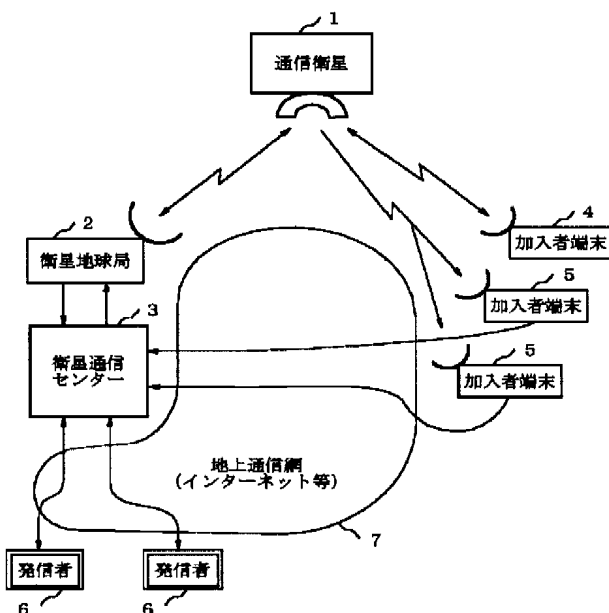 1
通信衛星
2
衛星地球局
4
加入者端末
5
加入者端末
3
衛星通信
センター
5
加入者端末
地上通信網
(インターネット等)
7
発信者
発信者
6
6